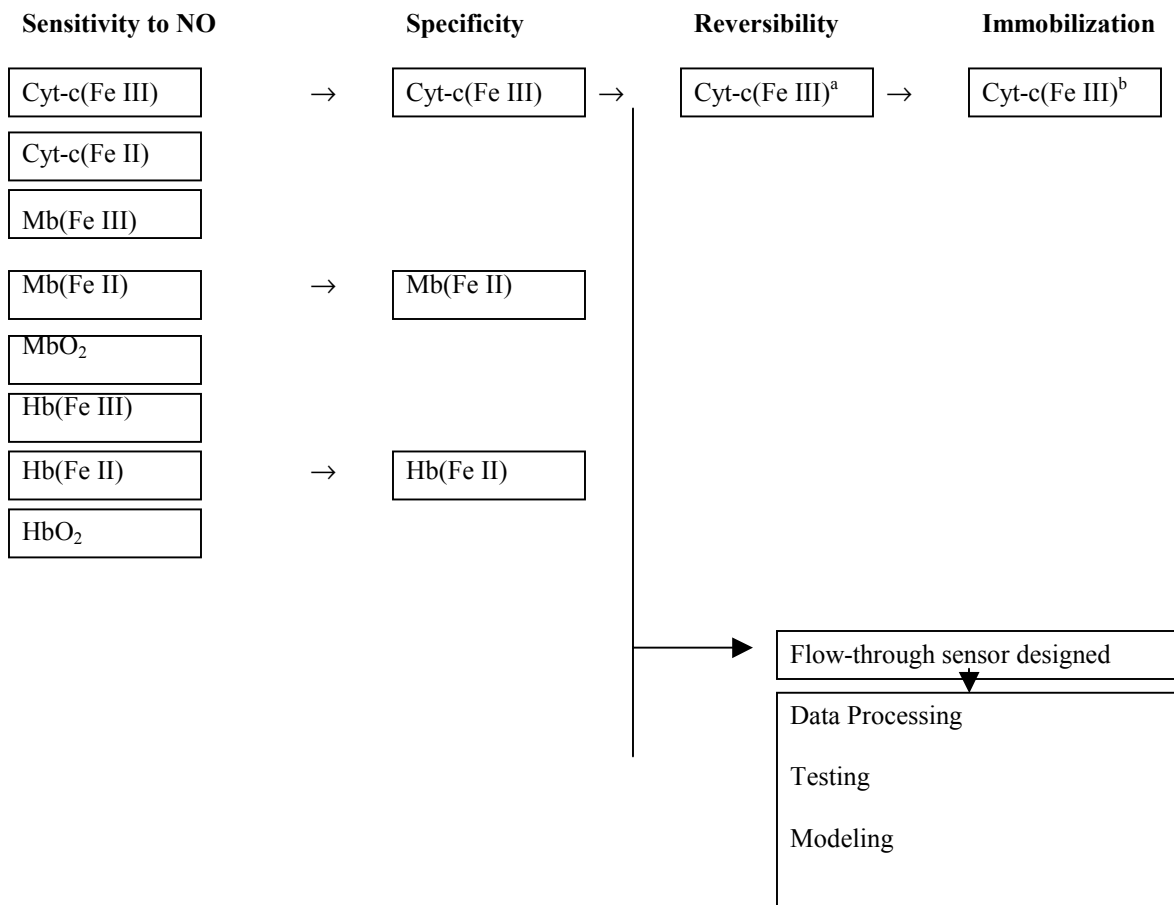 Sensitivity to NO Specificity Reversibility Immobilization
Cyt-c(Fe III) → Cyt-c(Fe III) → Cyt-c(Fe III)ᵃ → Cyt-c(Fe III)ᵇ
Cyt-c(Fe II)
Mb(Fe III)
Mb(Fe II) → Mb(Fe II)
MbO₂
Hb(Fe III)
Hb(Fe II) → Hb(Fe II)
HbO₂
Flow-through sensor designed
Data Processing
Testing
Modeling